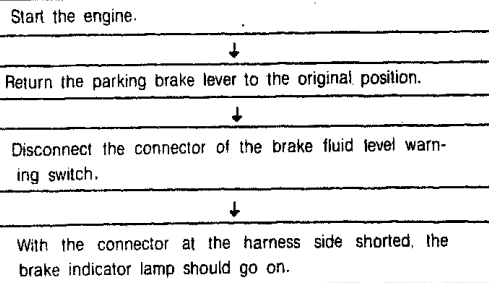 Start the engine.
↓
Return the parking brake lever to the original position.
↓
Disconnect the connector of the brake fluid level warn-
ing switch.
↓
With the connector at the harness side shorted, the
brake indicator lamp should go on.